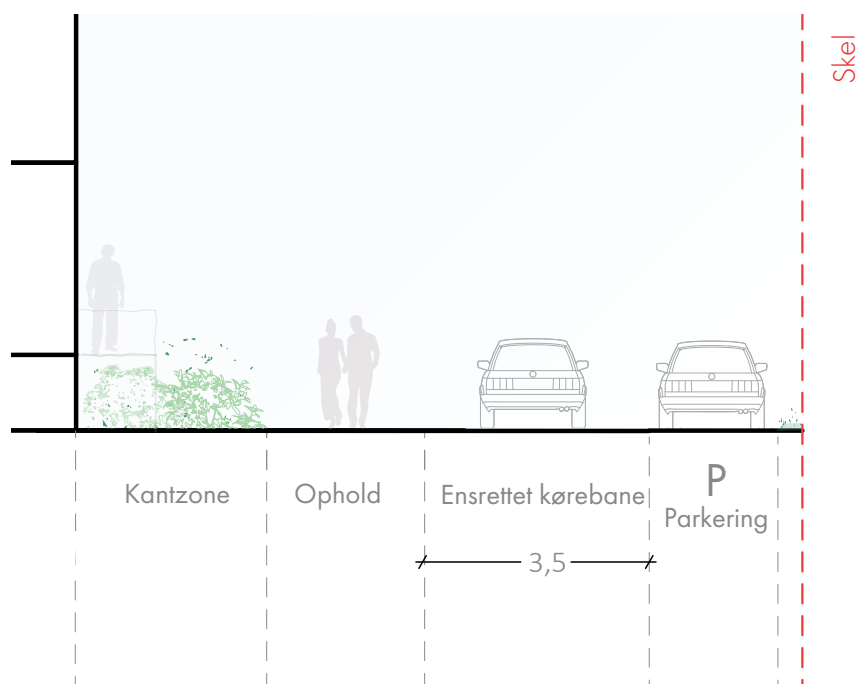 Skel
Kantzone
Ophold
Ensrettet kørebane
P
Parkering
3,5